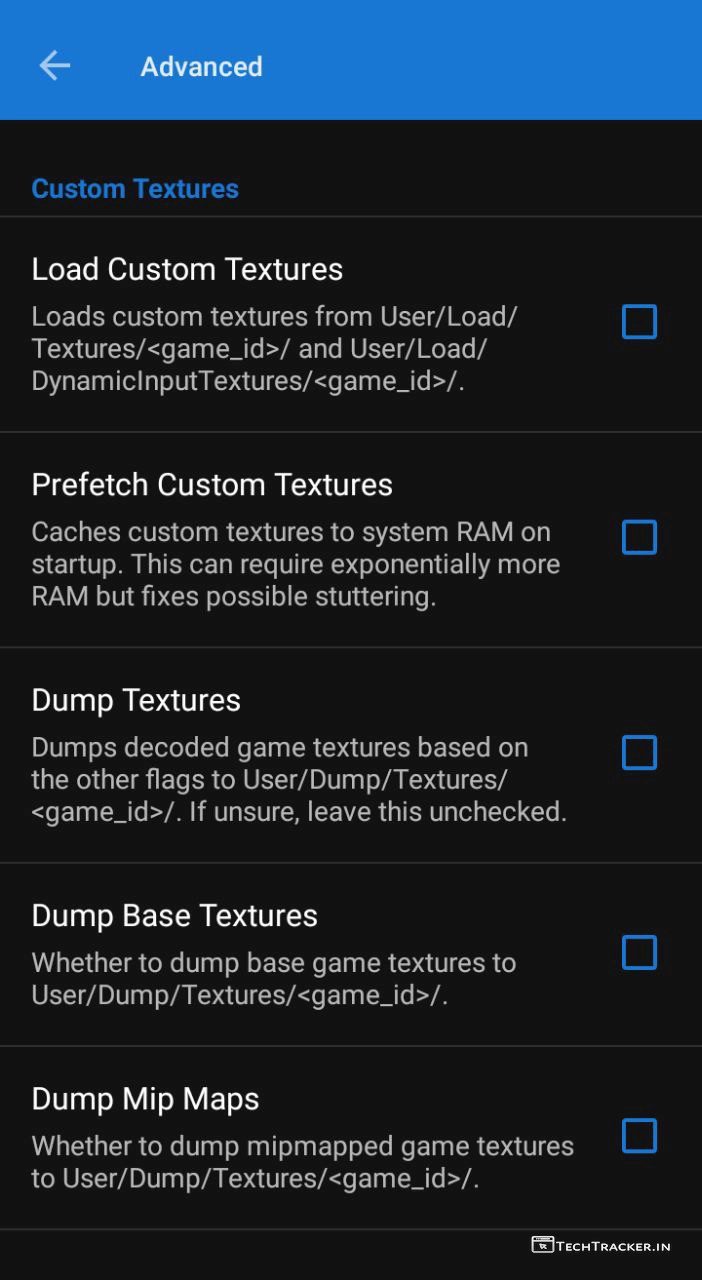 Advanced
Custom Textures
Load Custom Textures
Loads custom textures from User/Load/
Textures/<game_id>/ and User/Load/
DynamicInputTextures/<game_id>/.
Prefetch Custom Textures
Caches custom textures to system RAM on
startup. This can require exponentially more
RAM but fixes possible stuttering.
Dump Textures
Dumps decoded game textures based on
the other flags to User/Dump/Textures/
<game_id>/. If unsure, leave this unchecked.
Dump Base Textures
Whether to dump base game textures to
User/Dump/Textures/<game_id>/.
Dump Mip Maps
Whether to dump mipmapped game textures
to User/Dump/Textures/<game_id>/.
TECHTRACKER.IN